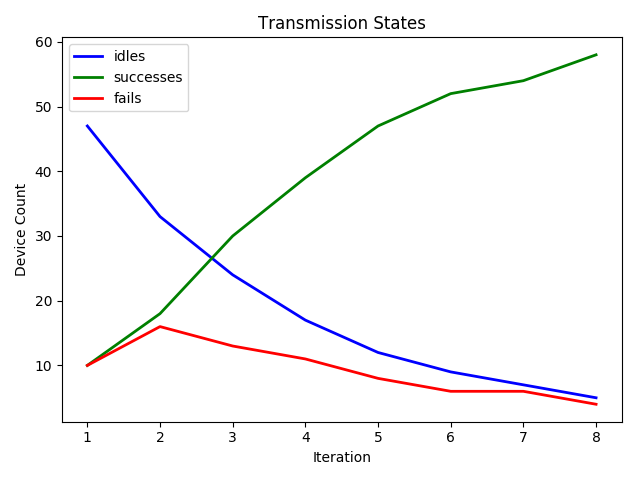 Transmission States
idles
successes
fails
Device Count
60
50
40
30
20
10
1 2 3 4 5 6 7 8
Iteration